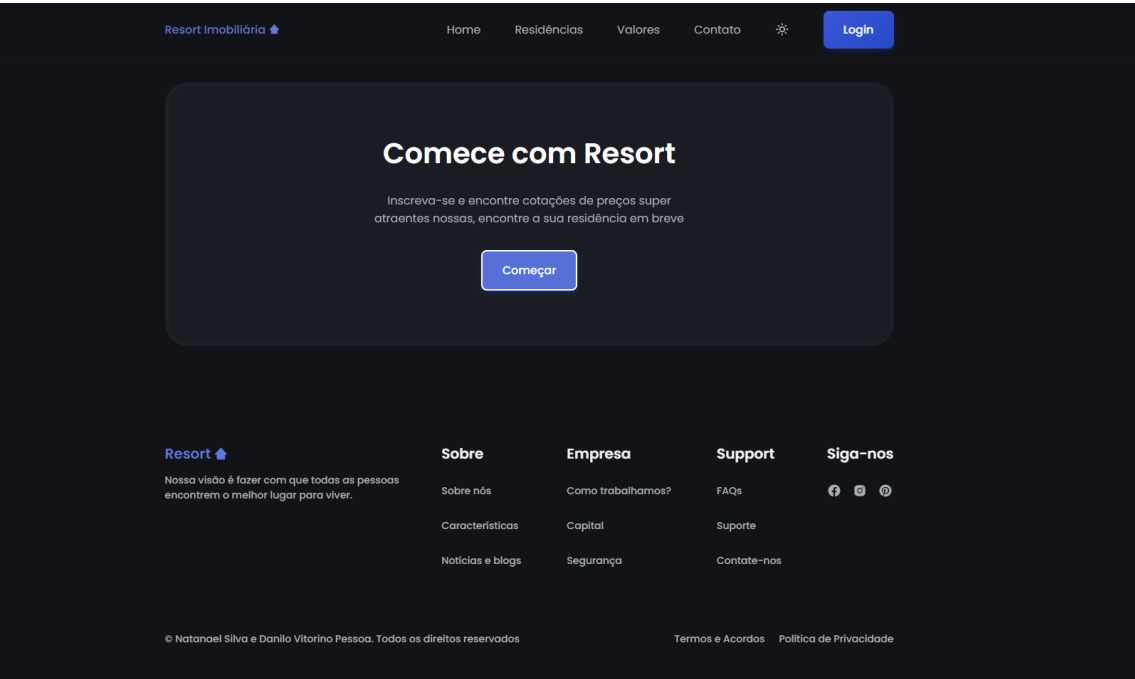 Resort Imobiliária
Home
Residências
Valores
Contato
Login
Comece com Resort
Inscreva-se e encontre cotações de preços super
atraentes nossas, encontre a sua residência em breve
Começar
Resort
Nossa visão é fazer com que todas as pessoas
encontrem o melhor lugar para viver.
Sobre
Sobre nós
Características
Notícias e blogs
Empresa
Como trabalhamos?
Capital
Segurança
Support
FAQs
Suporte
Contate-nos
Siga-nos
© Natanael Silva e Danilo Vitorino Pessoa. Todos os direitos reservados
Termos e Acordos
Política de Privacidade